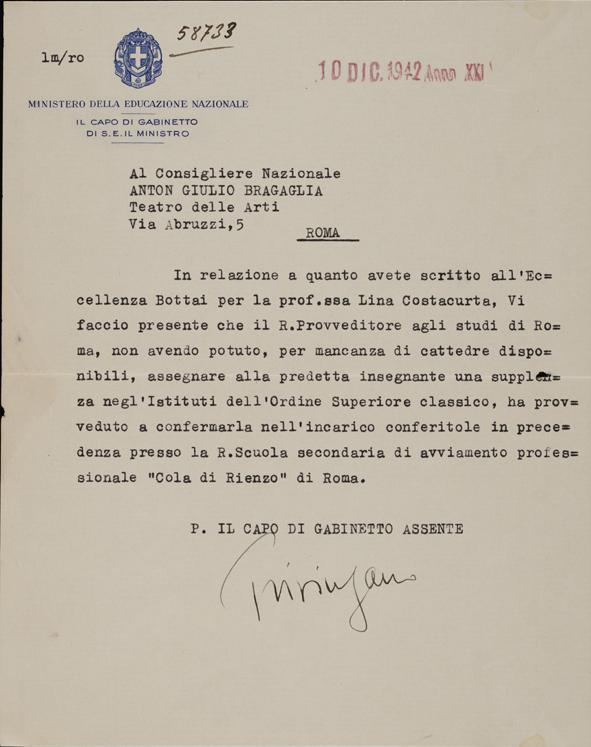 58733
1m/ro
10 DIC. 1942 Anno XXI
MINISTERO DELLA EDUCAZIONE NAZIONALE
IL CAPO DI GABINETTO
DI S.E. IL MINISTRO
Al Consigliere Nazionale
ANTON GIULIO BRAGAGLIA
Teatro delle Arti
Via Abruzzi,5
ROMA
In relazione a quanto avete scritto all'Ec=
cellenza Bottai per la prof.ssa Lina Costacurta, Vi
faccio presente che il R.Provveditore agli studi di Ro=
ma, non avendo potuto, per mancanza di cattedre dispo=
nibili, assegnare alla predetta insegnante una supplen=
za negl'Istituti dell'Ordine Superiore classico, ha prov=
veduto a confermarla nell'incarico conferitole in prece=
denza presso la R.Scuola secondaria di avviamento profes=
sionale "Cola di Rienzo" di Roma.
P. IL CAPO DI GABINETTO ASSENTE